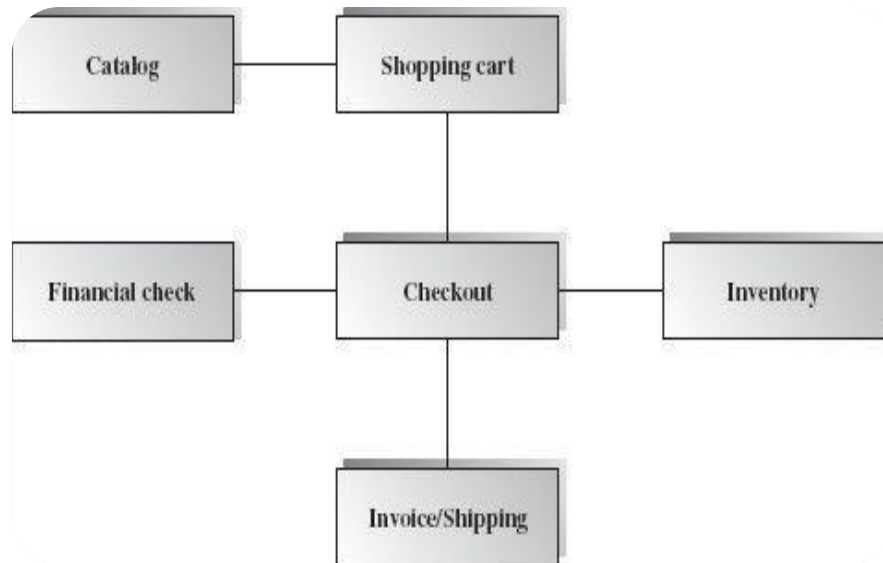 Catalog
Shopping cart
Financial check
Checkout
Inventory
Invoice/Shipping